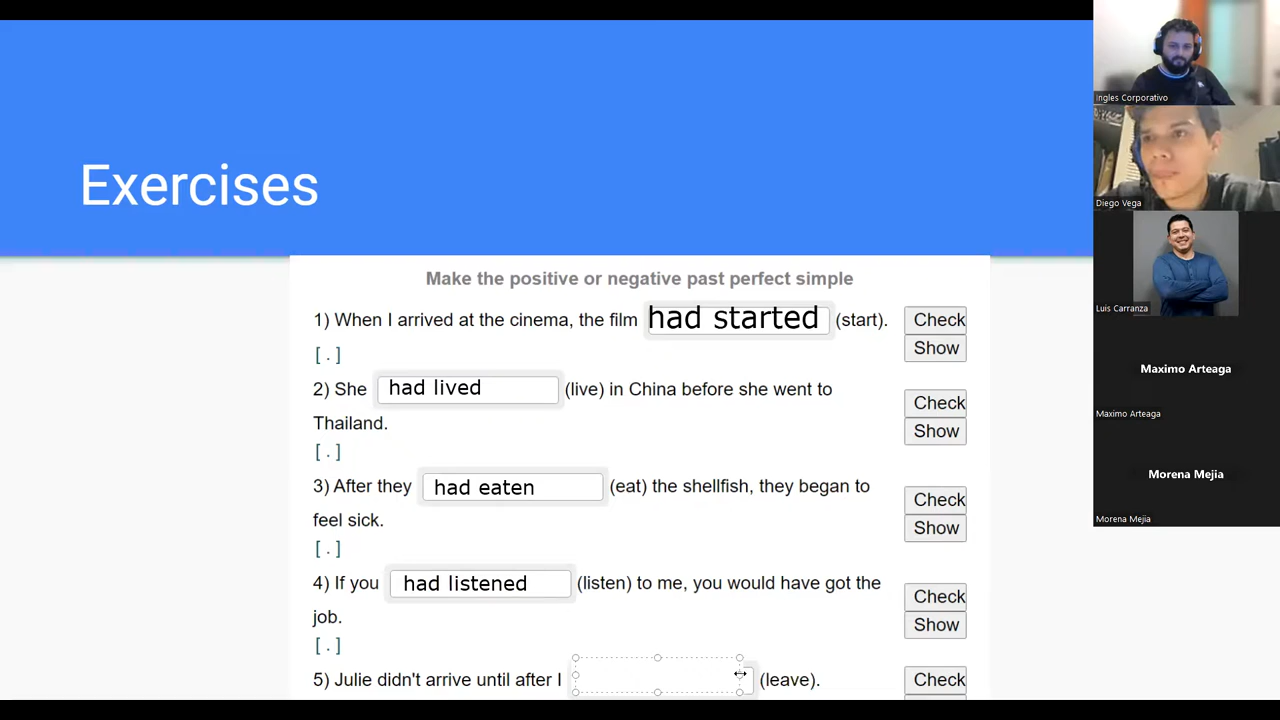 Exercises
Make the positive or negative past perfect simple
1) When I arrived at the cinema, the film had started (start).
Check
Show
[ . ]
2) She had lived (live) in China before she went to
Thailand.
Check
Show
[ . ]
3) After they had eaten (eat) the shellfish, they began to
feel sick.
Check
Show
[ . ]
4) If you had listened (listen) to me, you would have got the
job.
Check
Show
[ . ]
5) Julie didn't arrive until after I (leave).
Check
Ingles Corporativo
Diego Vega
Luis Carranza
Maximo Arteaga
Maximo Arteaga
Morena Mejia
Morena Mejia